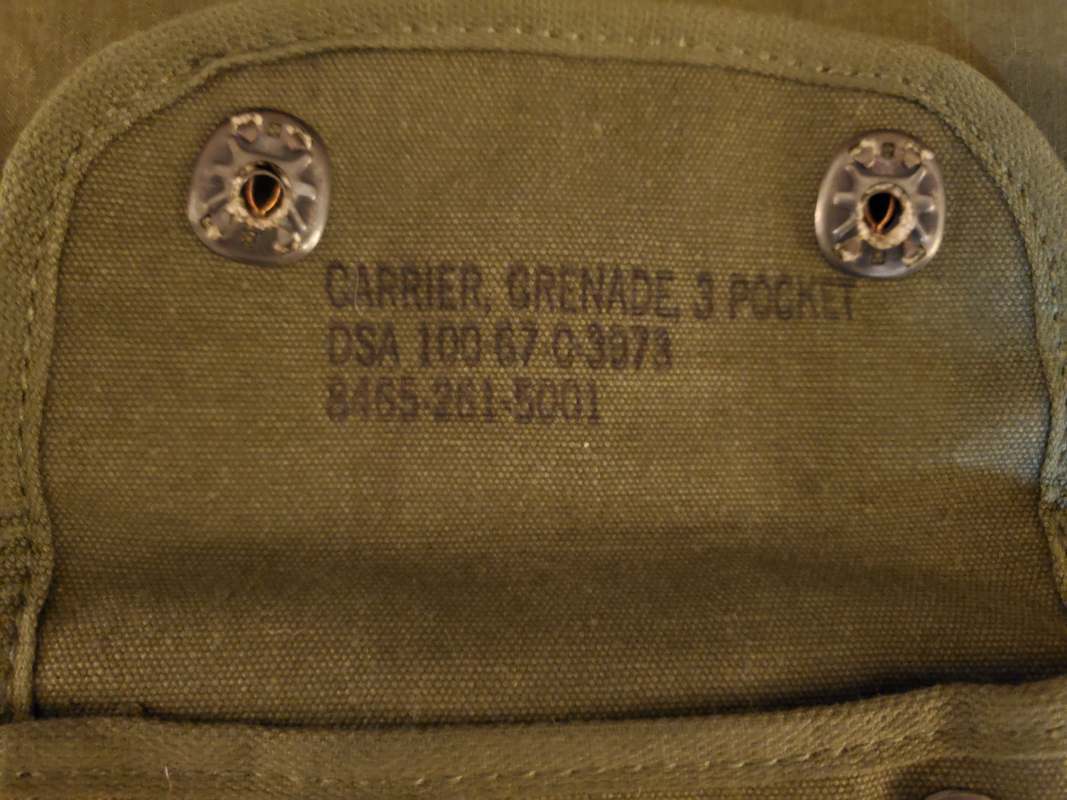 CARRIER, GRENADE, 3 POCKET
DSA 100-67-C-3973
8465-261-5001